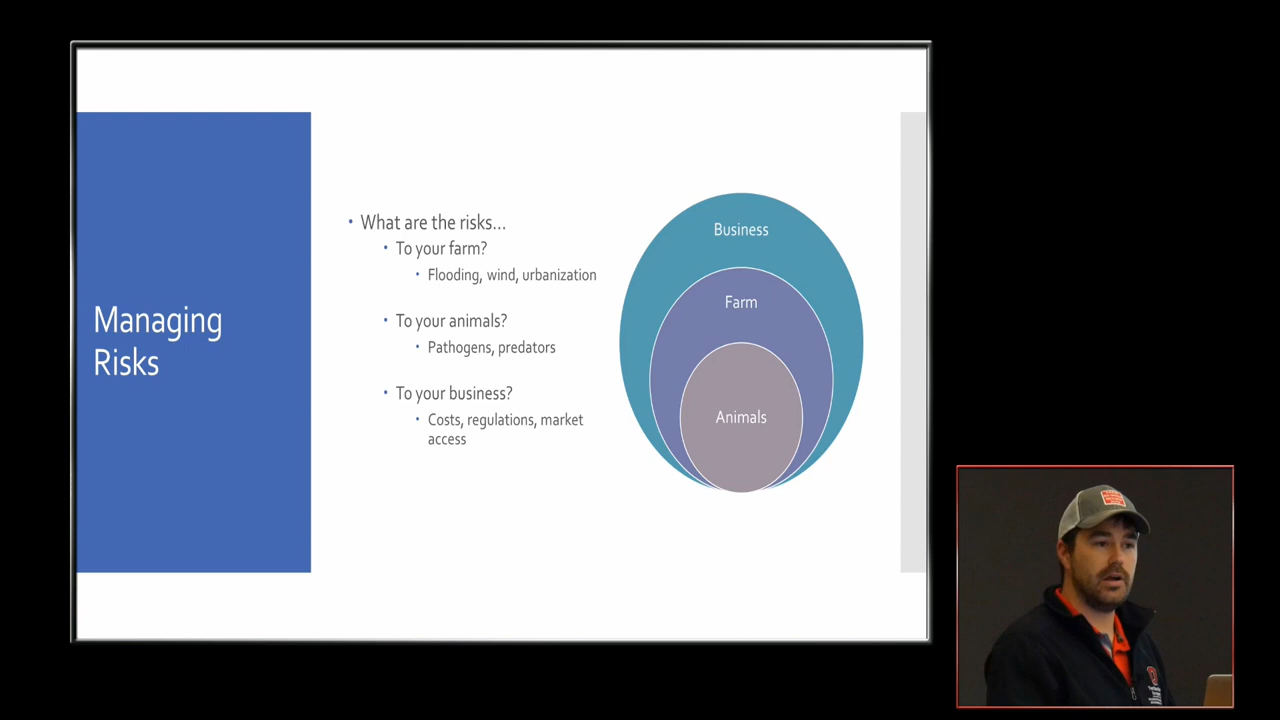 Managing
Risks
• What are the risks...
• To your farm?
• Flooding, wind, urbanization
• To your animals?
• Pathogens, predators
• To your business?
• Costs, regulations, market
access
Business
Farm
Animals